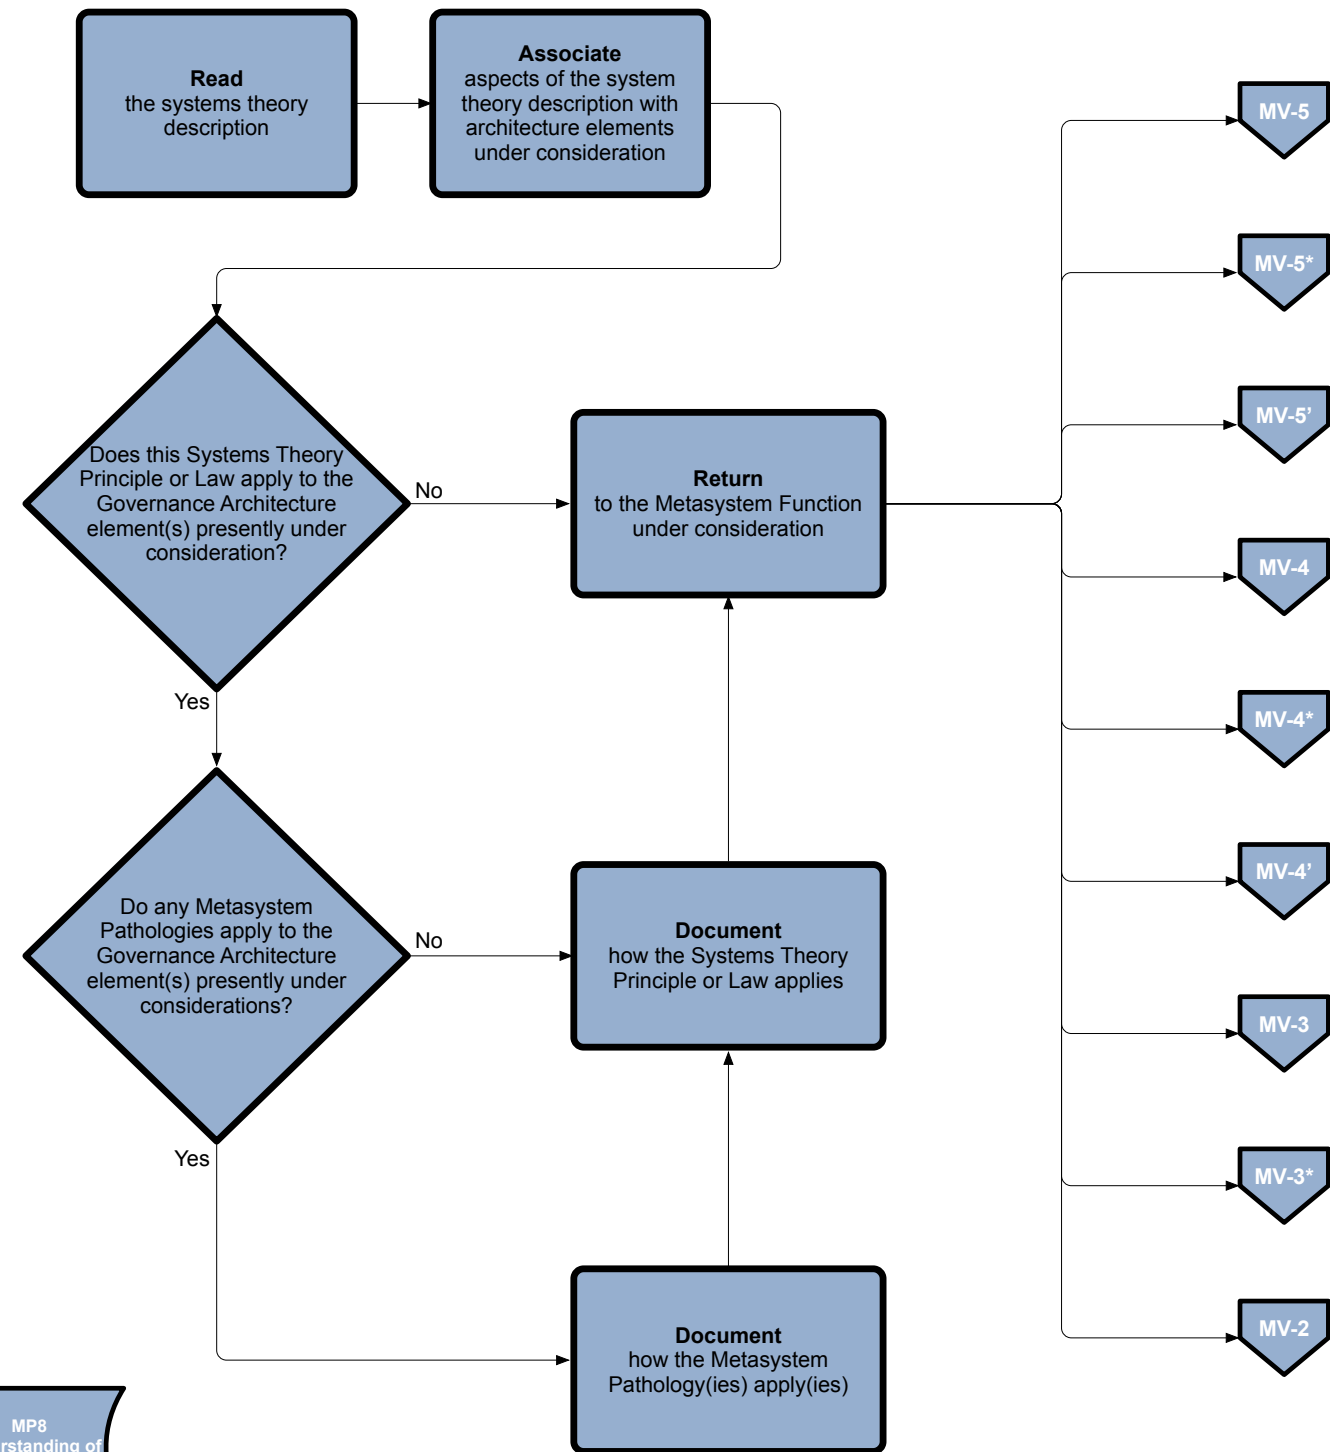 Read
the systems theory
description
Associate
aspects of the system
theory description with
architecture elements
under consideration
Does this Systems Theory
Principle or Law apply to the
Governance Architecture
element(s) presently under
consideration?
No
Yes
Return
to the Metasystem Function
under consideration
Do any Metasystem
Pathologies apply to the
Governance Architecture
element(s) presently under
considerations?
No
Yes
Document
how the Systems Theory
Principle or Law applies
Document
how the Metasystem
Pathology(ies) apply(ies)
MV-5
MV-5*
MV-5’
MV-4
MV-4*
MV-4’
MV-3
MV-3*
MV-2
MP8
of